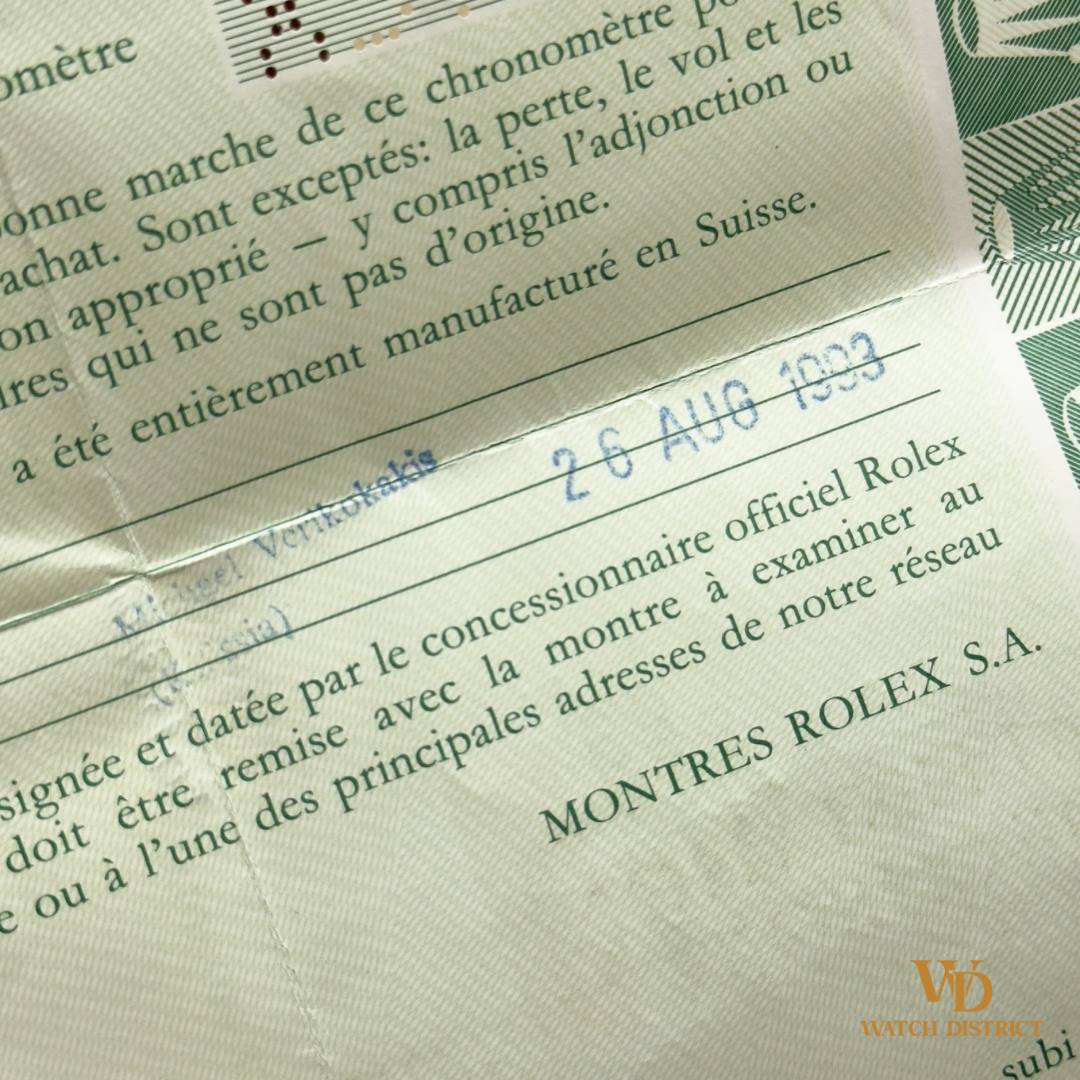 omètre
bonne marche de ce chronomètre
achat. Sont exceptés: la perte, le vol et les
on approprié – y compris l'adjonction ou
dres qui ne sont pas d'origine.
a été entièrement manufacturé en Suisse.
26 AUG 1993
Verikokakis
signée et datée par le concessionnaire officiel Rolex
doit être remise avec la montre à examiner au
e ou à l'une des principales adresses de notre réseau
MONTRES ROLEX S.A.
subi
WD
WATCH DISTRICT